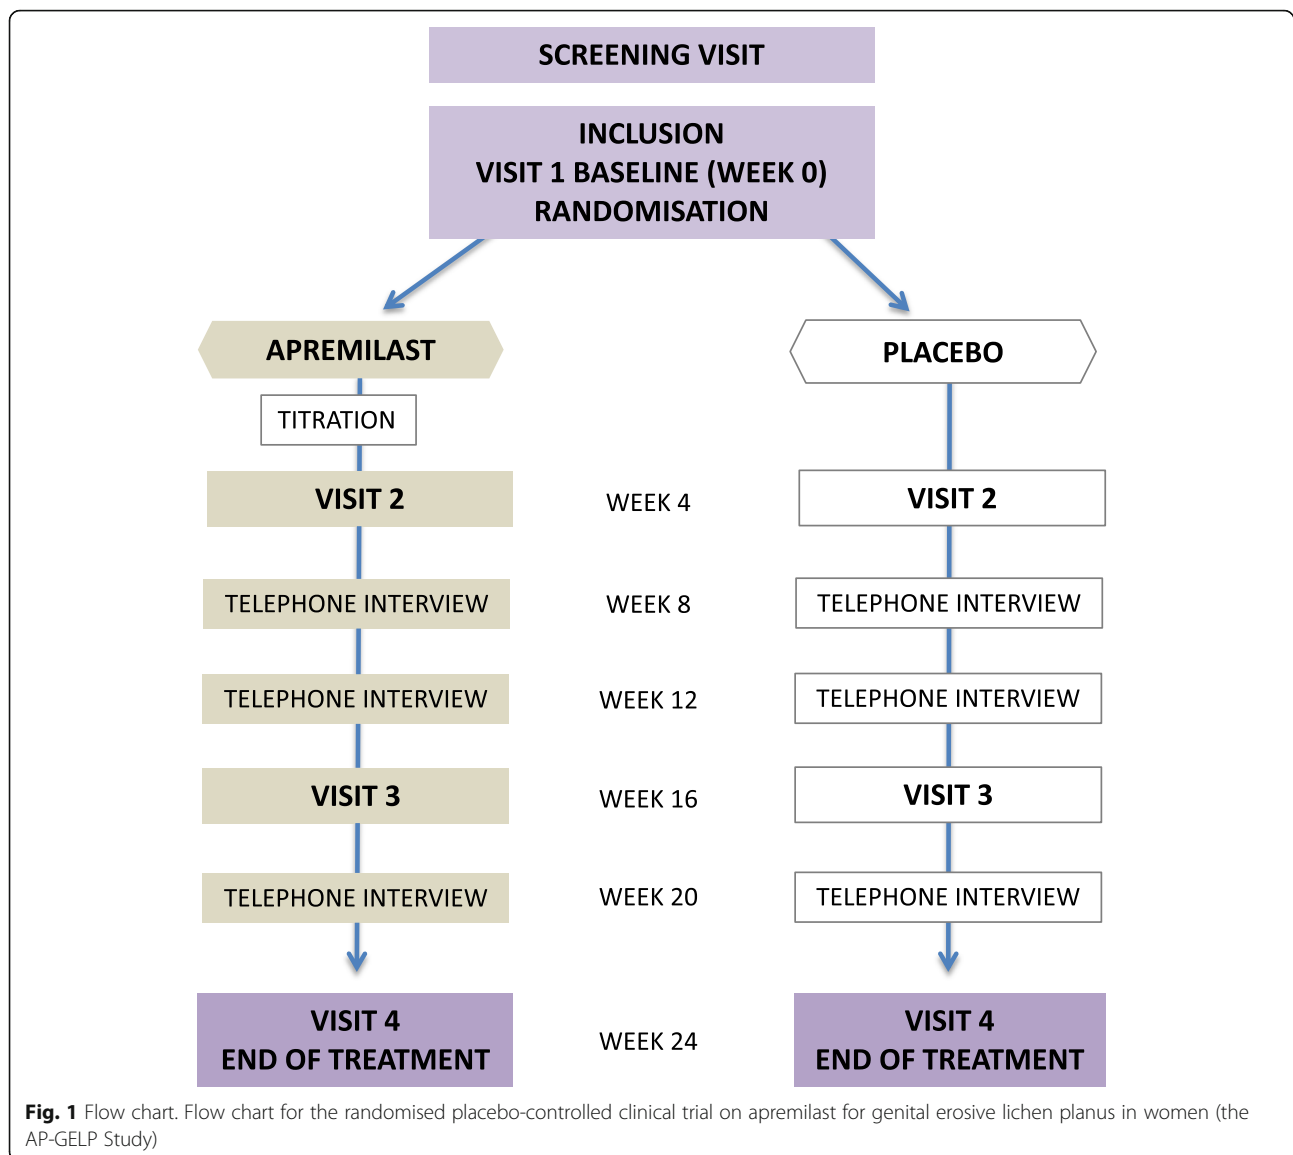 SCREENING VISIT
INCLUSION
VISIT 1 BASELINE (WEEK 0)
RANDOMISATION
APREMILAST
PLACEBO
TITRATION
VISIT 2
WEEK 4
VISIT 2
TELEPHONE INTERVIEW
WEEK 8
TELEPHONE INTERVIEW
TELEPHONE INTERVIEW
WEEK 12
TELEPHONE INTERVIEW
VISIT 3
WEEK 16
VISIT 3
TELEPHONE INTERVIEW
WEEK 20
TELEPHONE INTERVIEW
VISIT 4
END OF TREATMENT
WEEK 24
VISIT 4
END OF TREATMENT
Fig. 1 Flow chart. Flow chart for the randomised placebo-controlled clinical trial on apremilast for genital erosive lichen planus in women (the
AP-GELP Study)